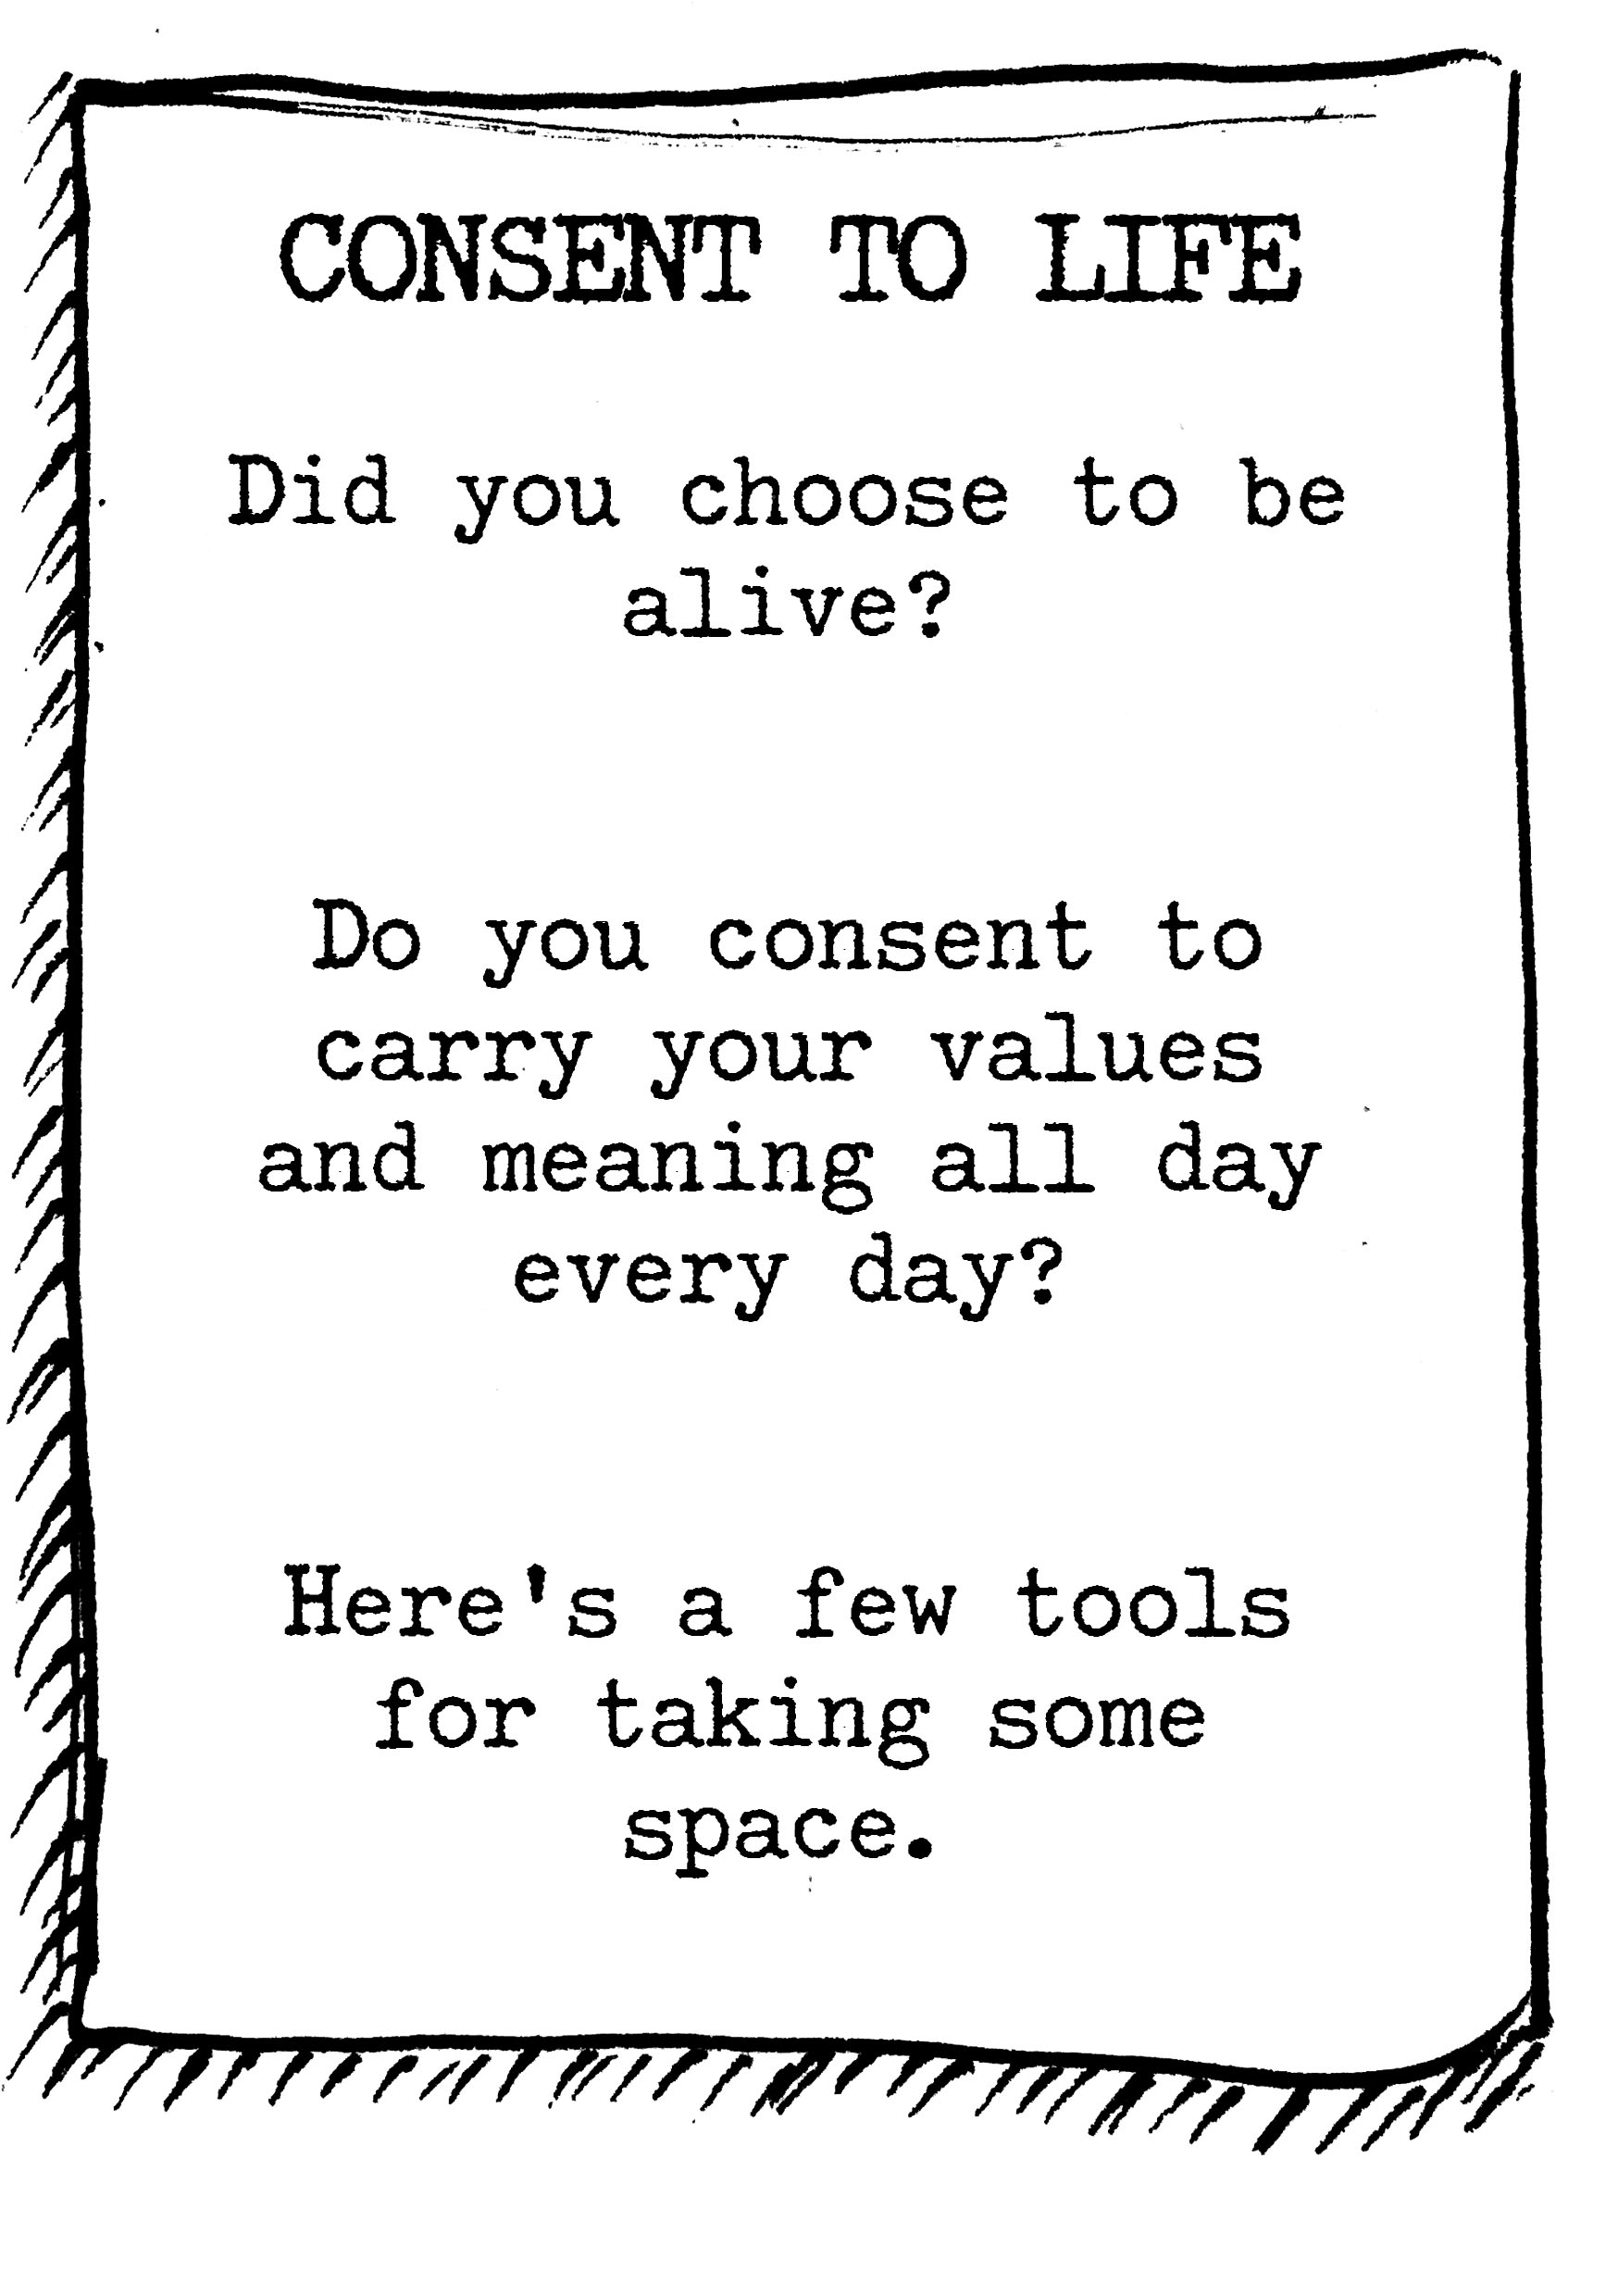 CONSENT TO LIFE
Did you choose to be
alive?
Do you consent to
carry your values
and meaning all day
every day?
Here's a few tools
for taking some
space.